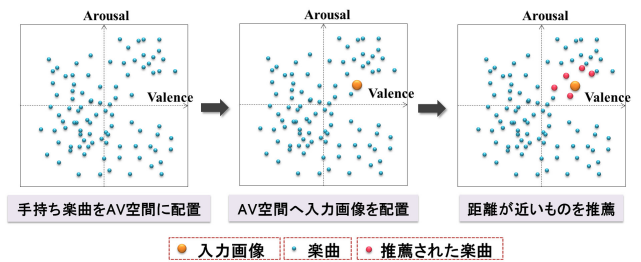 Arousal
Valence
Arousal
Valence
Arousal
Valence
手持ち楽曲をAV空間に配置
AV空間へ入力画像を配置
距離が近いものを推薦
入力画像
楽曲
推薦された楽曲